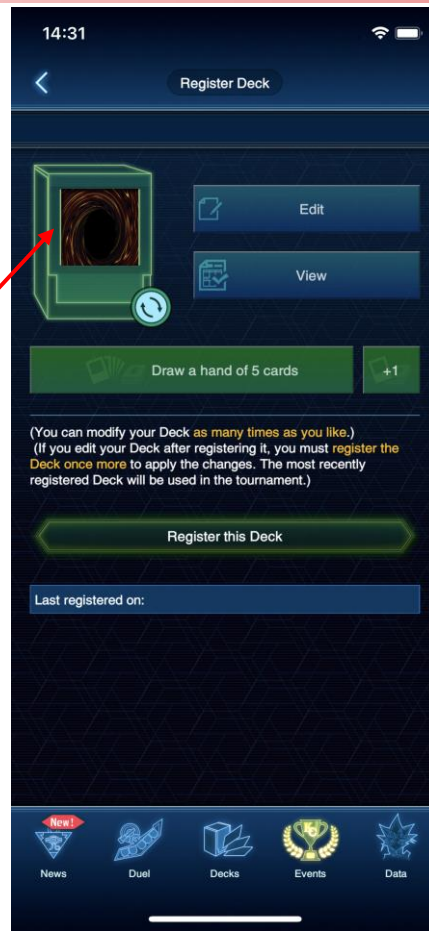 14:31
Register Deck
Edit
View
Draw a hand of 5 cards
+1
(You can modify your Deck as many times as you like.)
(If you edit your Deck after registering it, you must register the
Deck once more to apply the changes. The most recently
registered Deck will be used in the tournament.)
Register this Deck
Last registered on:
New!
News
Duel
Decks
Events
Data